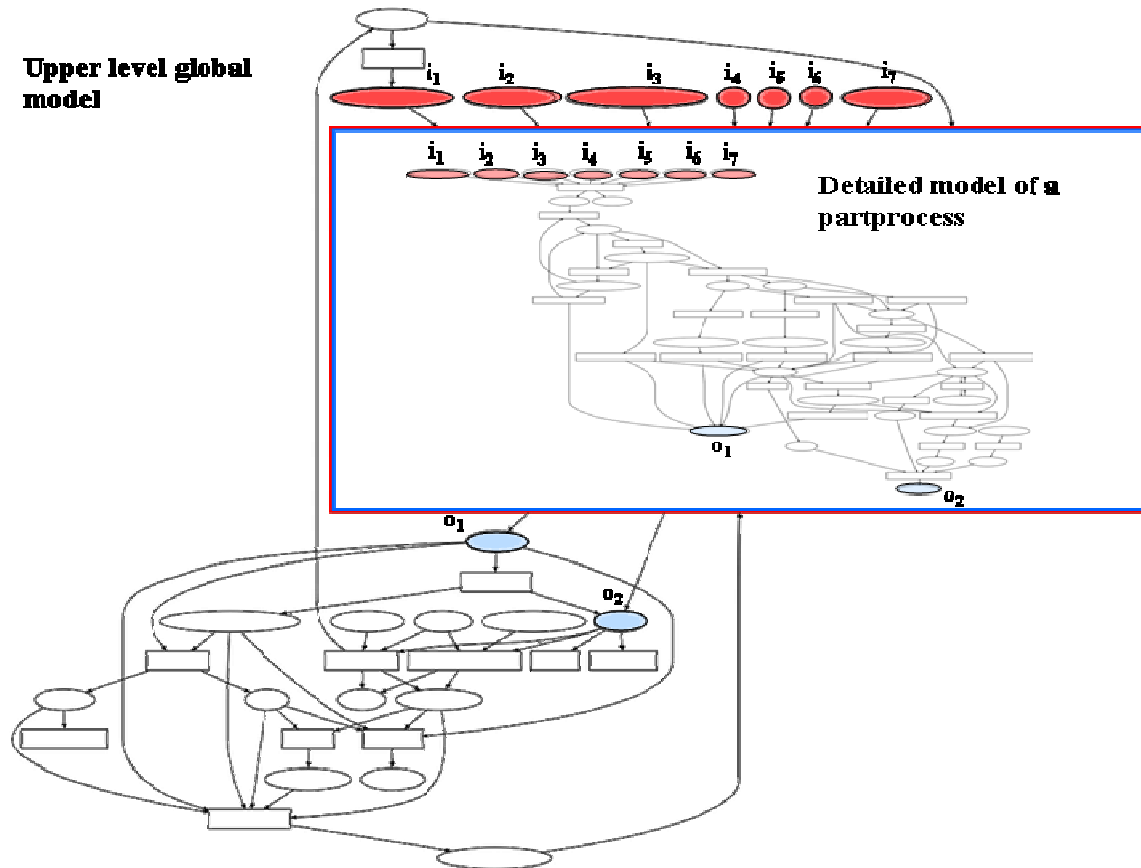 Upper level global
model
i₁ i₂ i₃ i₄ i₅ i₆ i₇
i₁ i₂ i₃ i₄ i₅ i₆ i₇
Detailed model of a
partprocess
o₁
o₂
o₁
o₂